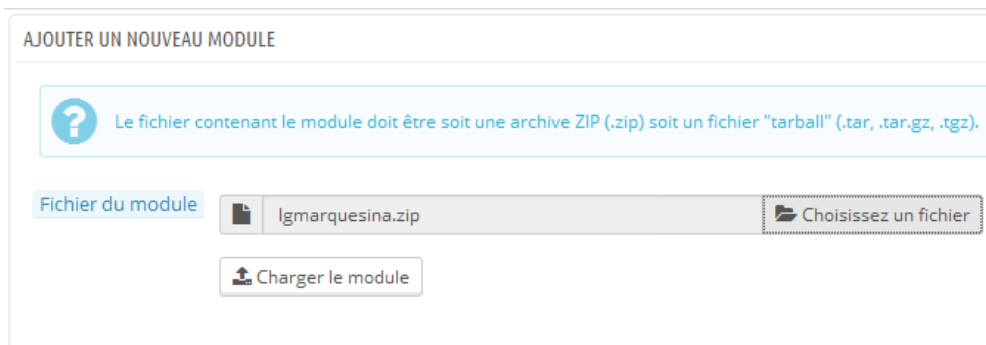 AJOUTER UN NOUVEAU MODULE
Le fichier contenant le module doit être soit une archive ZIP (.zip) soit un fichier "tarball" (.tar, .tar.gz, .tgz).
Fichier du module
lgmarquesina.zip
Choisissez un fichier
Charger le module